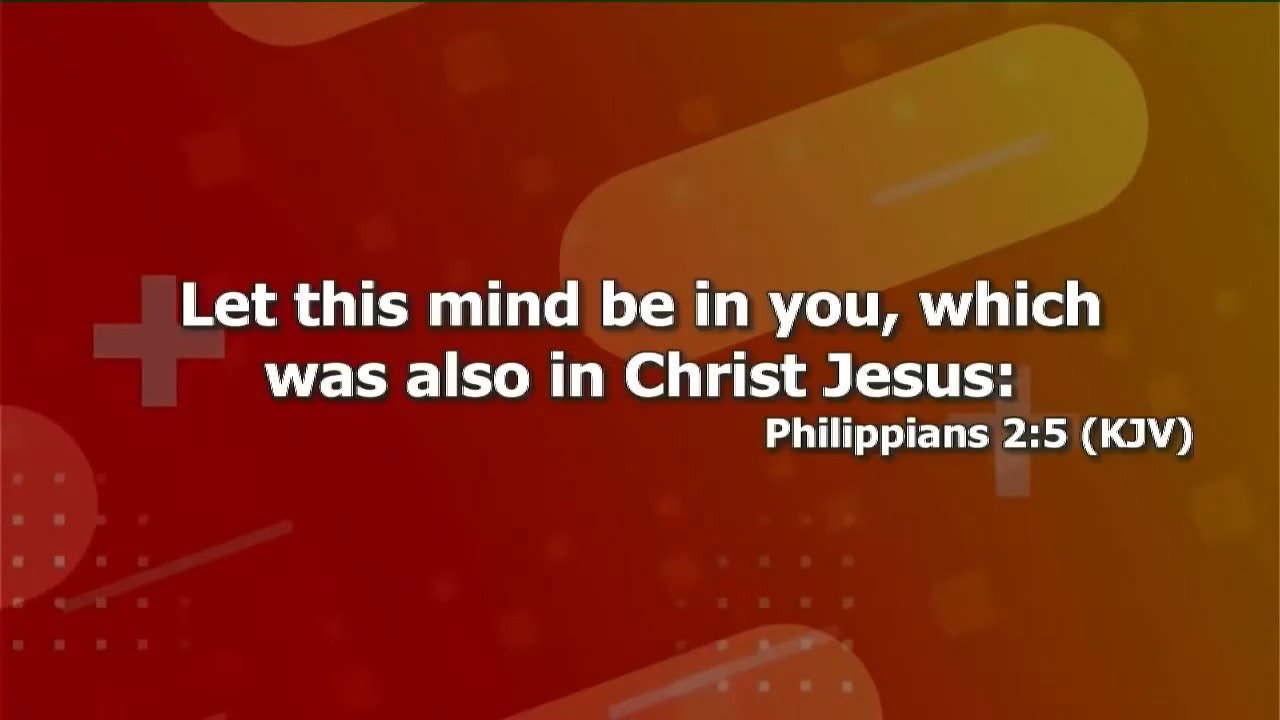 Let this mind be in you, which
was also in Christ Jesus:
Philippians 2:5 (KJV)